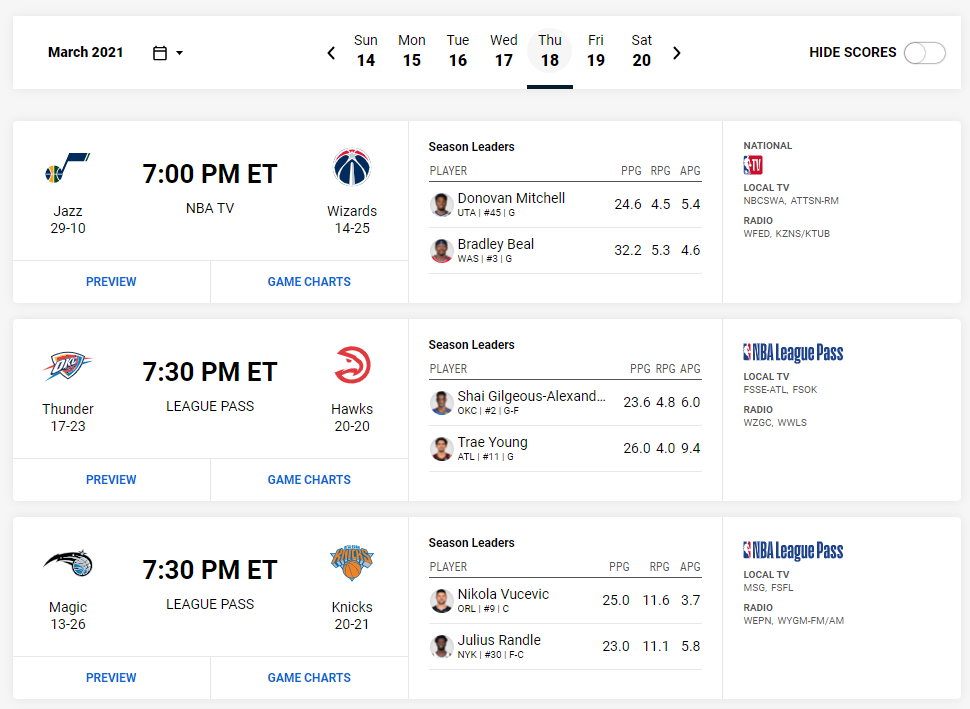 March 2021
Sun Mon Tue Wed Thu Fri Sat
14 15 16 17 18 19 20
HIDE SCORES
7:00 PM ET
NBA TV
Jazz
29-10
Wizards
14-25
PREVIEW
GAME CHARTS
Season Leaders
PLAYER PPG RPG APG
Donovan Mitchell 24.6 4.5 5.4
UTA | #45 | G
Bradley Beal 32.2 5.3 4.6
WAS | #3 | G
NATIONAL
TV
LOCAL TV
NBCSWA, ATTSN-RM
RADIO
WFED, KZNS/KTUB
OKC
7:30 PM ET
LEAGUE PASS
Thunder
17-23
Hawks
20-20
PREVIEW
GAME CHARTS
Season Leaders
PLAYER PPG RPG APG
Shai Gilgeous-Alexand... 23.6 4.8 6.0
OKC | #2 | G-F
Trae Young 26.0 4.0 9.4
ATL | #11 | G
NBA League Pass
LOCAL TV
FSSE-ATL, FSOK
RADIO
WZGC, WWLS
7:30 PM ET
LEAGUE PASS
KNICKS
Magic
13-26
Knicks
20-21
PREVIEW
GAME CHARTS
Season Leaders
PLAYER PPG RPG APG
Nikola Vucevic 25.0 11.6 3.7
ORL | #9 | C
Julius Randle 23.0 11.1 5.8
NYK | #30 | F-C
NBA League Pass
LOCAL TV
MSG, FSFL
RADIO
WEPN, WYGM-FM/AM